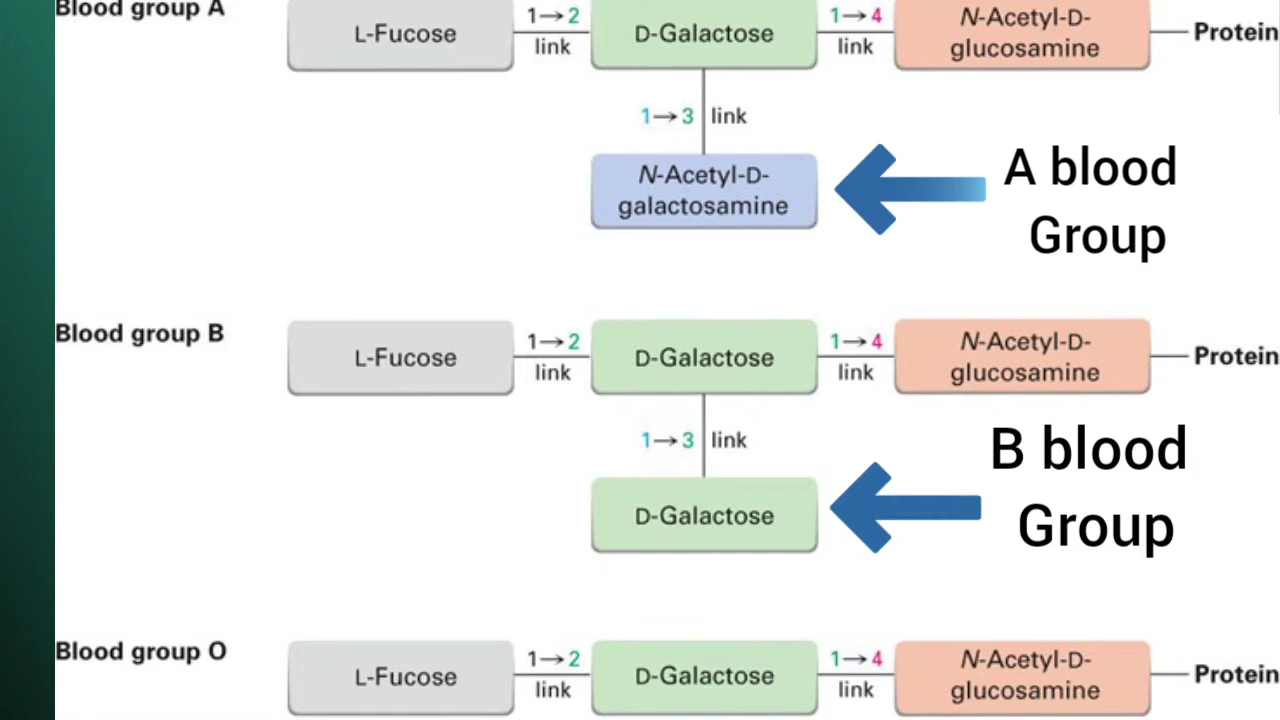 Blood group A
L-Fucose
1→2
link
D-Galactose
1→4
link
N-Acetyl-D-
glucosamine
Protein
1→3 link
N-Acetyl-D-
galactosamine
A blood
Group
Blood group B
L-Fucose
1→2
link
D-Galactose
1→4
link
N-Acetyl-D-
glucosamine
Protein
1→3 link
D-Galactose
B blood
Group
Blood group O
L-Fucose
1→2
link
D-Galactose
1→4
link
N-Acetyl-D-
glucosamine
Protein